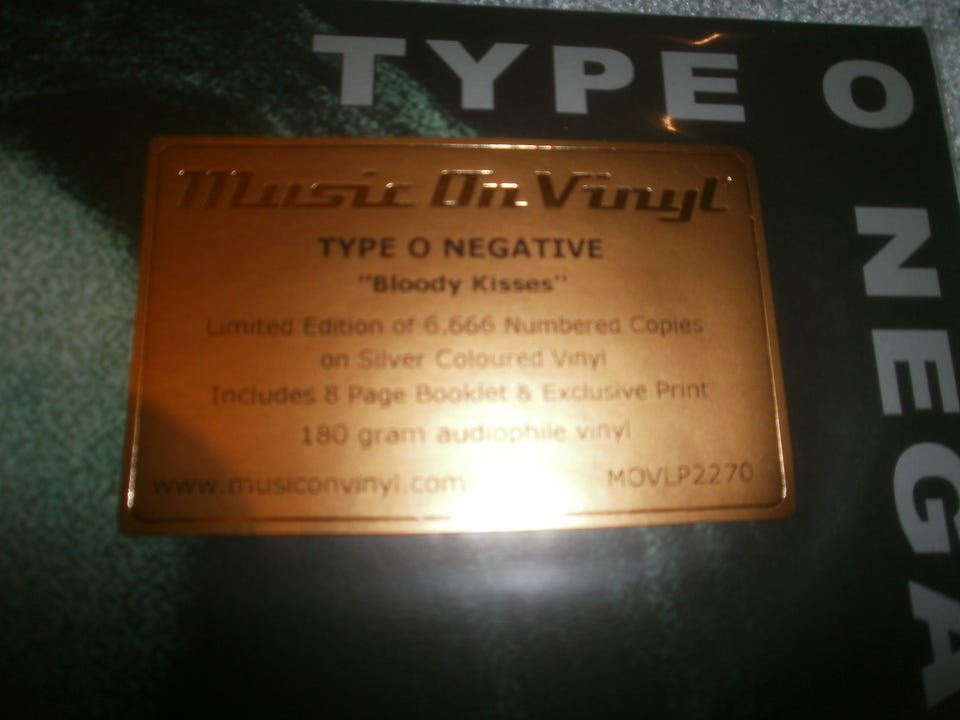 TYPE O
NEGA
Music On Vinyl
TYPE O NEGATIVE
"Bloody Kisses"
Limited Edition of 6.666 Numbered Copies
on Silver Coloured Vinyl
Includes 8 Page Booklet & Exclusive Print
180 gram audiophile vinyl
www.musiconvinyl.com MOVLP2270